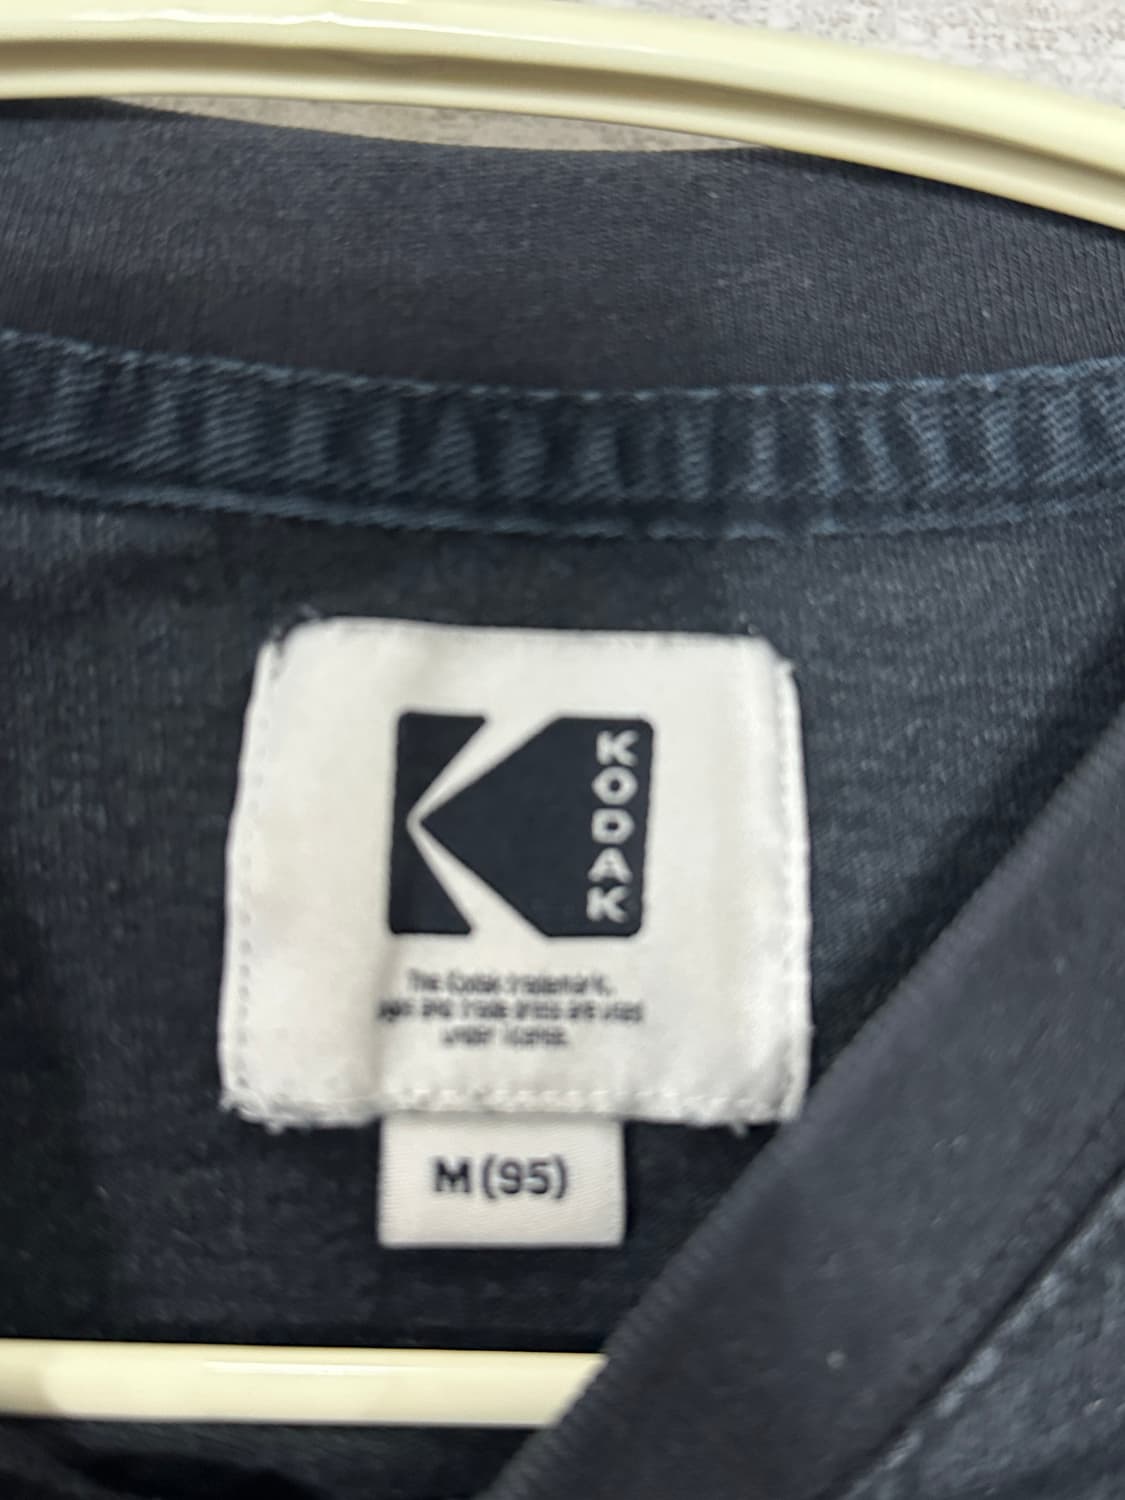 KODAK
The Kodak trademark,
logo and trade dress are used
under license.
M (95)